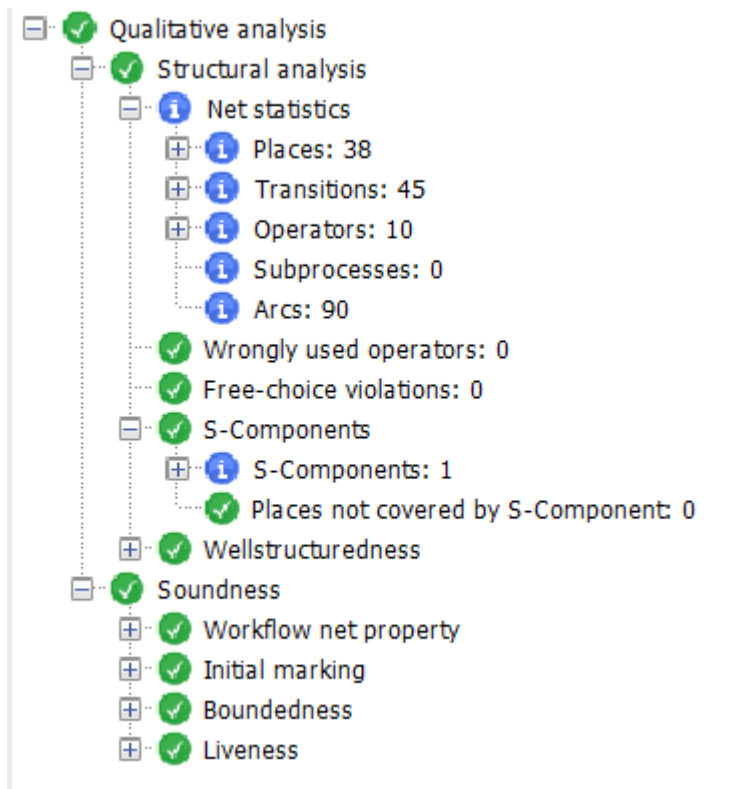 Qualitative analysis
Structural analysis
Net statistics
Places: 38
Transitions: 45
Operators: 10
Subprocesses: 0
Arcs: 90
Wrongly used operators: 0
Free-choice violations: 0
S-Components
S-Components: 1
Places not covered by S-Component: 0
Wellstructuredness
Soundness
Workflow net property
Initial marking
Boundedness
Liveness